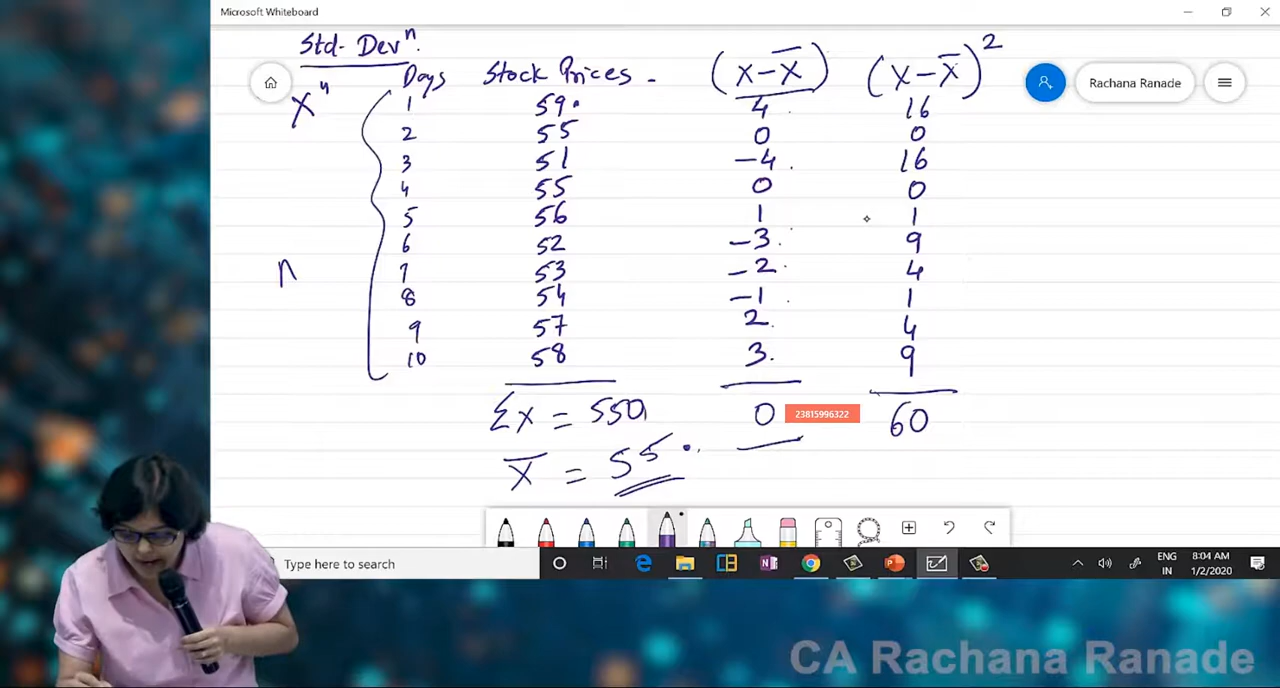 Microsoft Whiteboard
Std- Devⁿ.
Xⁿ
Days Stock Prices - (X-X̅) (X-X̅)²
Rachana Ranade
1 59 4 16
2 55 0 0
3 51 -4 16
4 55 0 0
5 56 1 1
6 52 -3 9
n
7 53 -2 4
8 54 -1 1
9 57 2 4
10 58 3 9
Σx = 550 0 60
23815996322
X̅ = 55
Type here to search
ENG
IN
8:04 AM
1/2/2020
CA Rachana Ranade